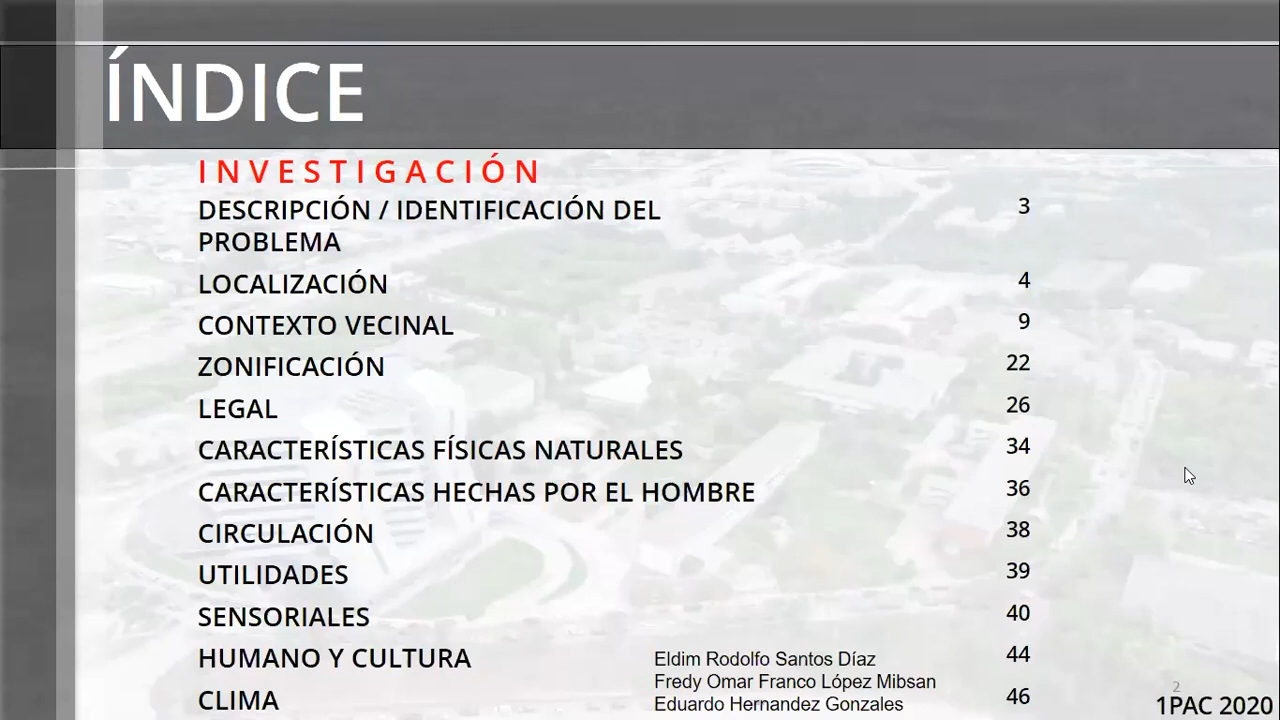 ÍNDICE
INVESTIGACIÓN
DESCRIPCIÓN / IDENTIFICACIÓN DEL PROBLEMA 3
LOCALIZACIÓN 4
CONTEXTO VECINAL 9
ZONIFICACIÓN 22
LEGAL 26
CARACTERÍSTICAS FÍSICAS NATURALES 34
CARACTERÍSTICAS HECHAS POR EL HOMBRE 36
CIRCULACIÓN 38
UTILIDADES 39
SENSORIALES 40
HUMANO Y CULTURA 44
CLIMA 46
Eldim Rodolfo Santos Díaz
Fredy Omar Franco López Mibsan
Eduardo Hernandez Gonzales
2
1PAC 2020